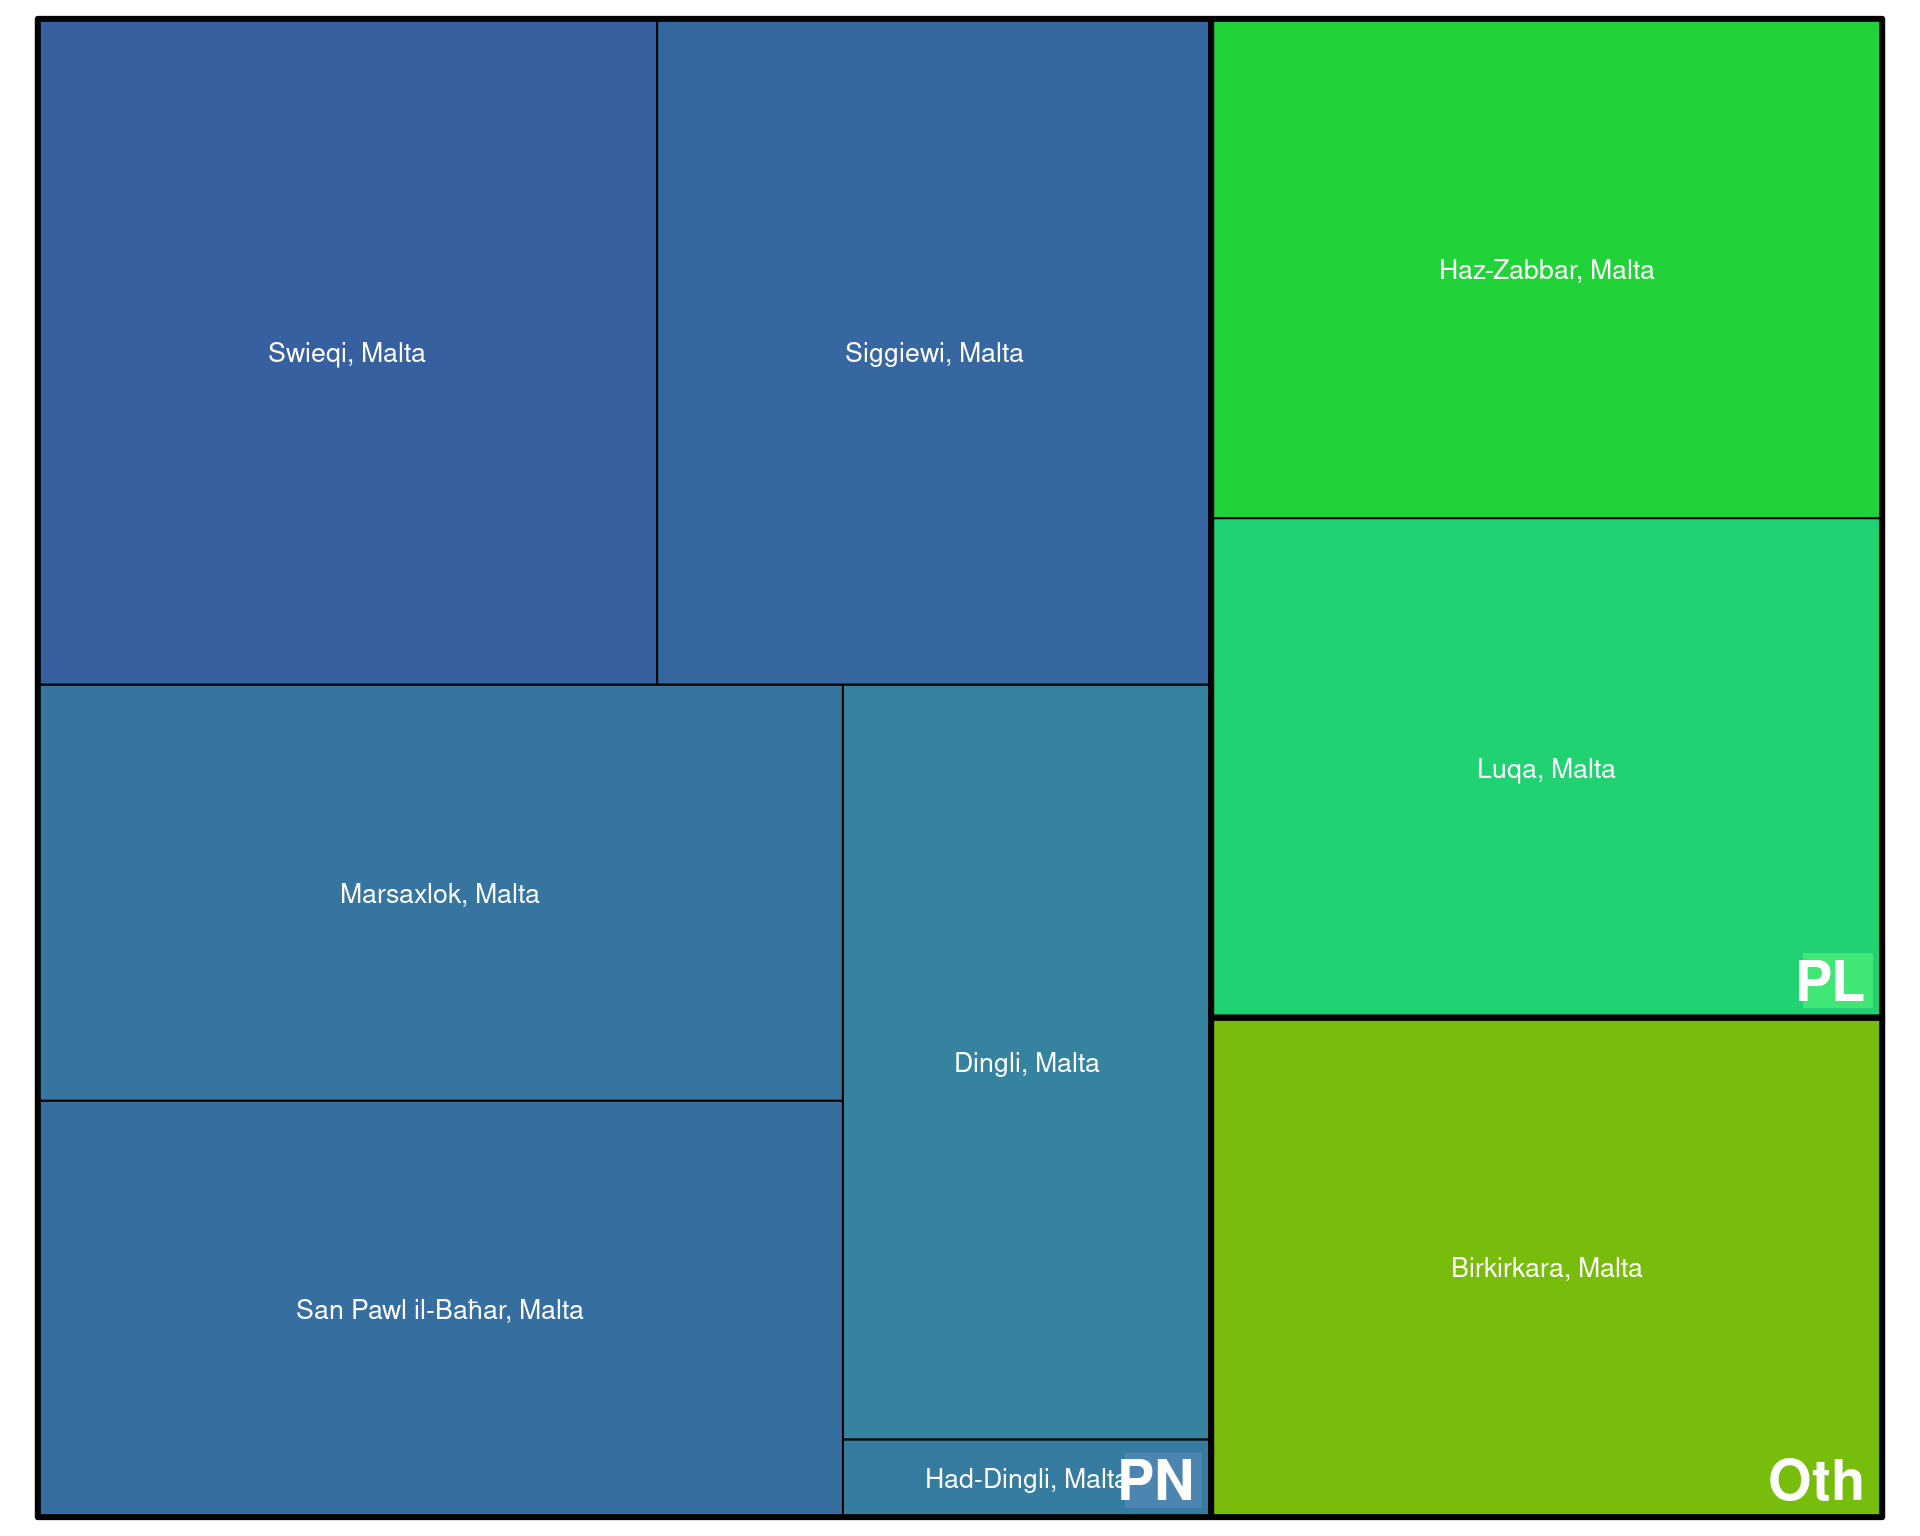 Swieqi, Malta
Siggiewi, Malta
Haz-Zabbar, Malta
Luqa, Malta
PL
Marsaxlok, Malta
Dingli, Malta
San Pawl il-Baħar, Malta
Had-Dingli, Malta
PN
Birkirkara, Malta
Oth